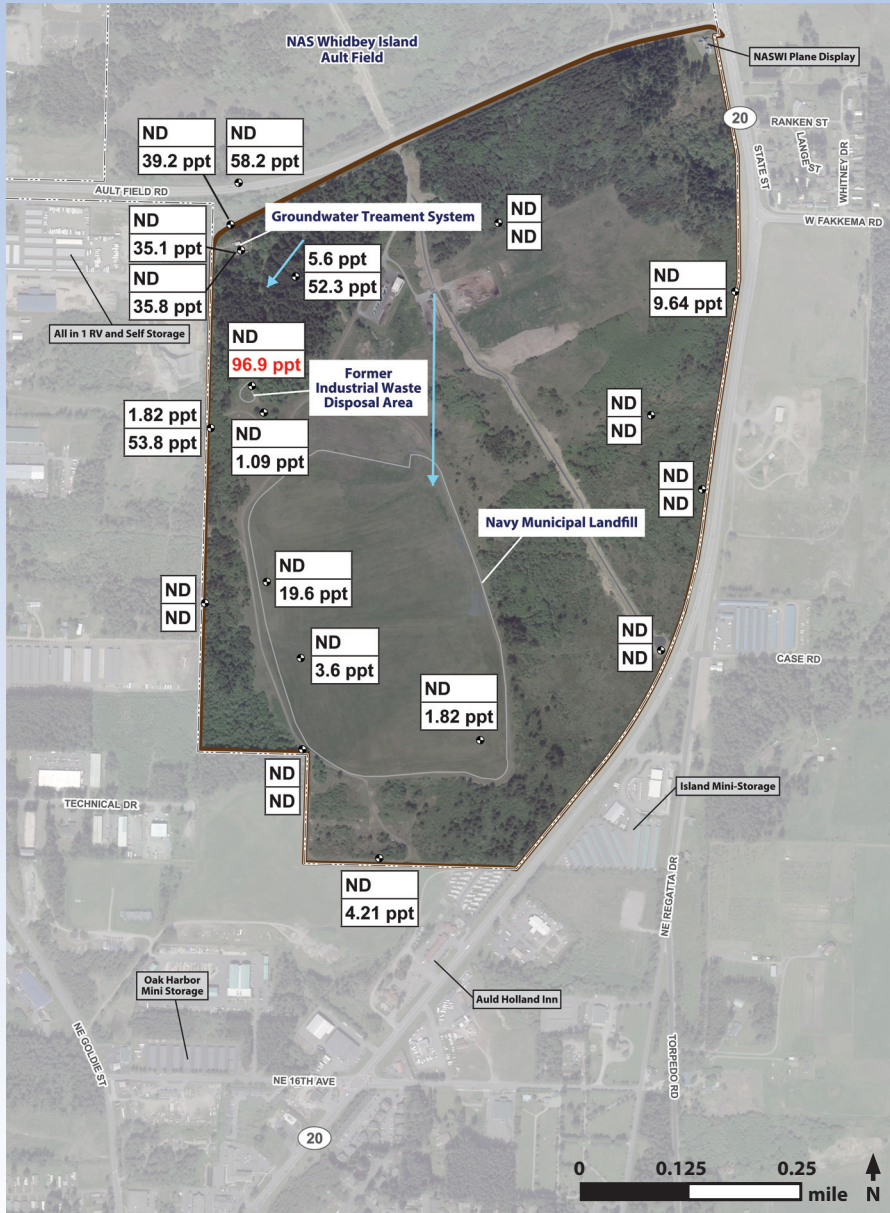 NAS Whidbey Island
Ault Field
NASWI Plane Display
20
RANKEN ST
LANGE ST
WHITNEY DR
STATE ST
W FAKKEMA RD
ND
39.2 ppt
ND
58.2 ppt
AULT FIELD RD
Groundwater Treament System
ND
ND
ND
35.1 ppt
ND
35.8 ppt
5.6 ppt
52.3 ppt
ND
9.64 ppt
All in 1 RV and Self Storage
ND
96.9 ppt
Former
Industrial Waste
Disposal Area
ND
ND
1.82 ppt
53.8 ppt
ND
1.09 ppt
ND
ND
Navy Municipal Landfill
ND
19.6 ppt
ND
ND
ND
ND
ND
3.6 ppt
CASE RD
ND
1.82 ppt
ND
ND
Island Mini-Storage
TECHNICAL DR
ND
4.21 ppt
NE REGATTA DR
Oak Harbor
Mini Storage
Auld Holland Inn
NE GOLDIE ST
NE 16TH AVE
TORPEDO RD
20
0 0.125 0.25
mile
N